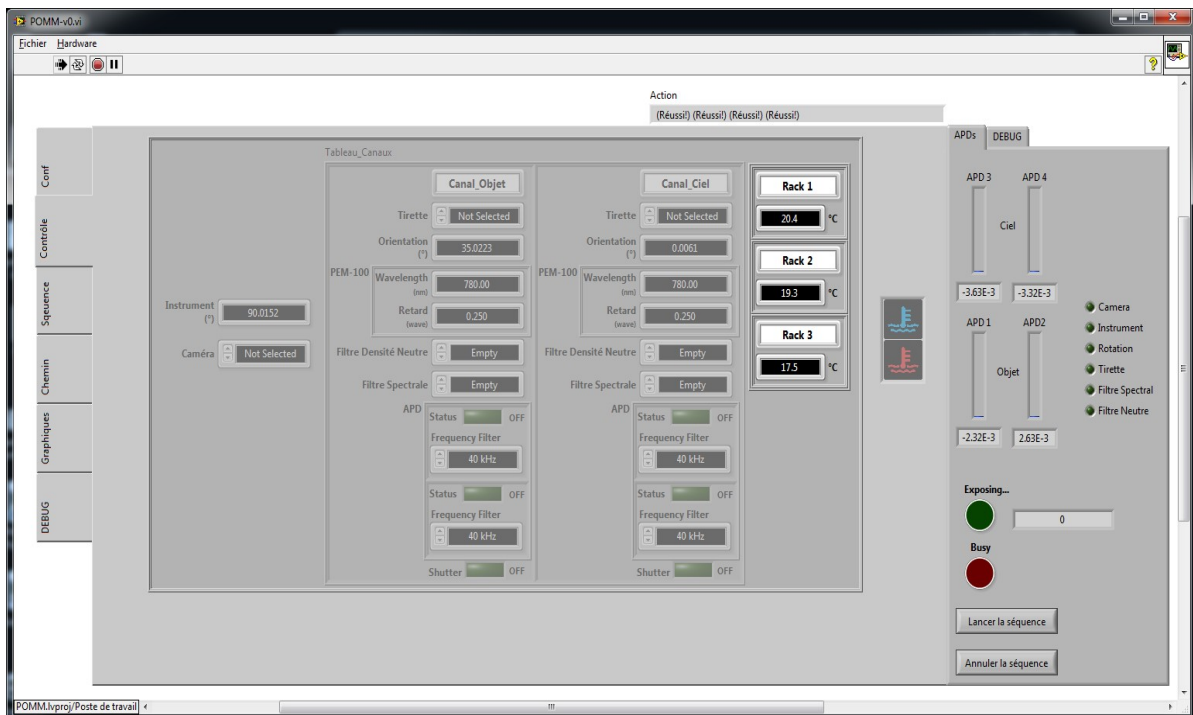 POMM-v0.vi
Fichier Hardware
Action
(Réussi!) (Réussi!) (Réussi!) (Réussi!)
Conf
Contrôle
Sqeuence
Chemin
Graphiques
DEBUG
Instrument
(°)
90.0152
Caméra
Not Selected
Tableau_Canaux
Canal_Objet
Tirette
Not Selected
Orientation
(°)
35.0223
PEM-100
Wavelength
(nm)
780.00
Retard
(wave)
0.250
Filtre Densité Neutre
Empty
Filtre Spectrale
Empty
APD
Status
OFF
Frequency Filter
40 kHz
Status
OFF
Frequency Filter
40 kHz
Shutter
OFF
Canal_Ciel
Tirette
Not Selected
Orientation
(°)
0.0061
PEM-100
Wavelength
(nm)
780.00
Retard
(wave)
0.250
Filtre Densité Neutre
Empty
Filtre Spectrale
Empty
APD
Status
OFF
Frequency Filter
40 kHz
Status
OFF
Frequency Filter
40 kHz
Shutter
OFF
Rack 1
20.4 °C
Rack 2
19.3 °C
Rack 3
17.5 °C
APDs DEBUG
APD 3 APD 4
Ciel
-3.63E-3 -3.32E-3
APD 1 APD2
Objet
-2.32E-3 2.63E-3
Camera
Instrument
Rotation
Tirette
Filtre Spectral
Filtre Neutre
Exposing...
0
Busy
Lancer la séquence
Annuler la séquence
POMM.lvproj/Poste de travail